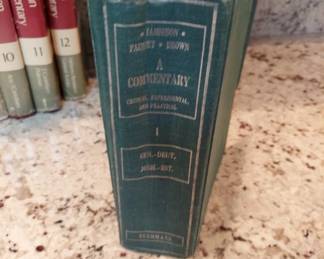 JAMIESON
FAUSSET • BROWN
A
COMMENTARY
CRITICAL, EXPERIMENTAL,
AND PRACTICAL
I
GEN.-DEUT.
JOSH.-EST.
EERDMANS
10
11
12